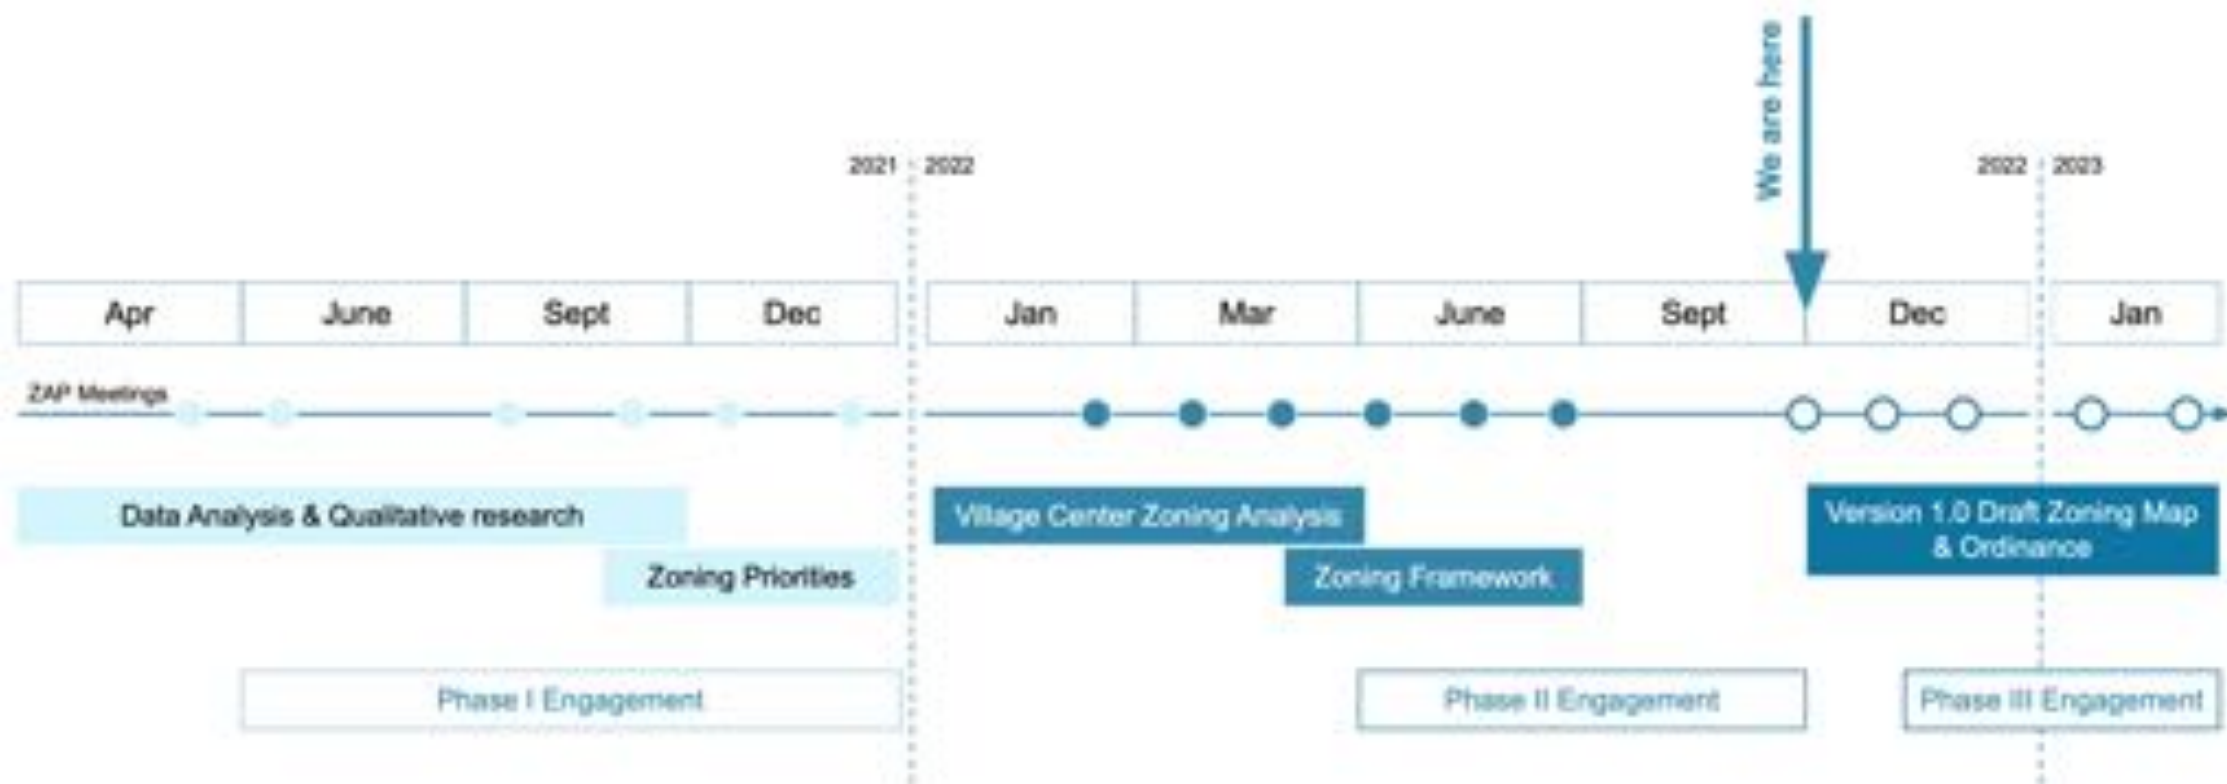 We are here
2021 2022
2022 2023
Apr June Sept Dec Jan Mar June Sept Dec Jan
ZAP Meetings
Data Analysis & Qualitative research
Village Center Zoning Analysis
Version 1.0 Draft Zoning Map
& Ordinance
Zoning Priorities
Zoning Framework
Phase I Engagement
Phase II Engagement
Phase III Engagement